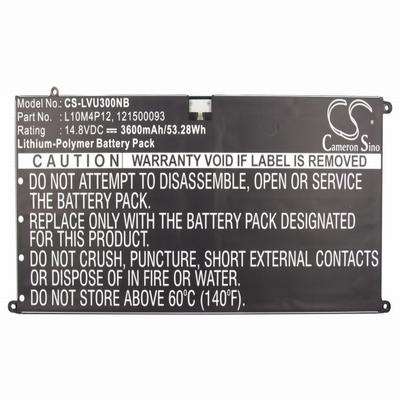 Model No. : CS-LVU300NB
Part No. : L10M4P12, 121500093
Rating : 14.8VDC ⎓ 3600mAh/53.28Wh
Lithium-Polymer Battery Pack
CS
Cameron Sino
WARRANTY VOID IF LABEL IS REMOVED
• DO NOT ATTEMPT TO DISASSEMBLE, OPEN OR SERVICE THE
BATTERY PACK.
• REPLACE ONLY WITH THE BATTERY PACK DESIGNATED FOR
THIS PRODUCT.
• DO NOT CRUSH, PUNCTURE, SHORT EXTERNAL CONTACTS
OR DISPOSE OF IN FIRE OR WATER.
• DO NOT EXPOSE ABOVE 60°C (140°F).